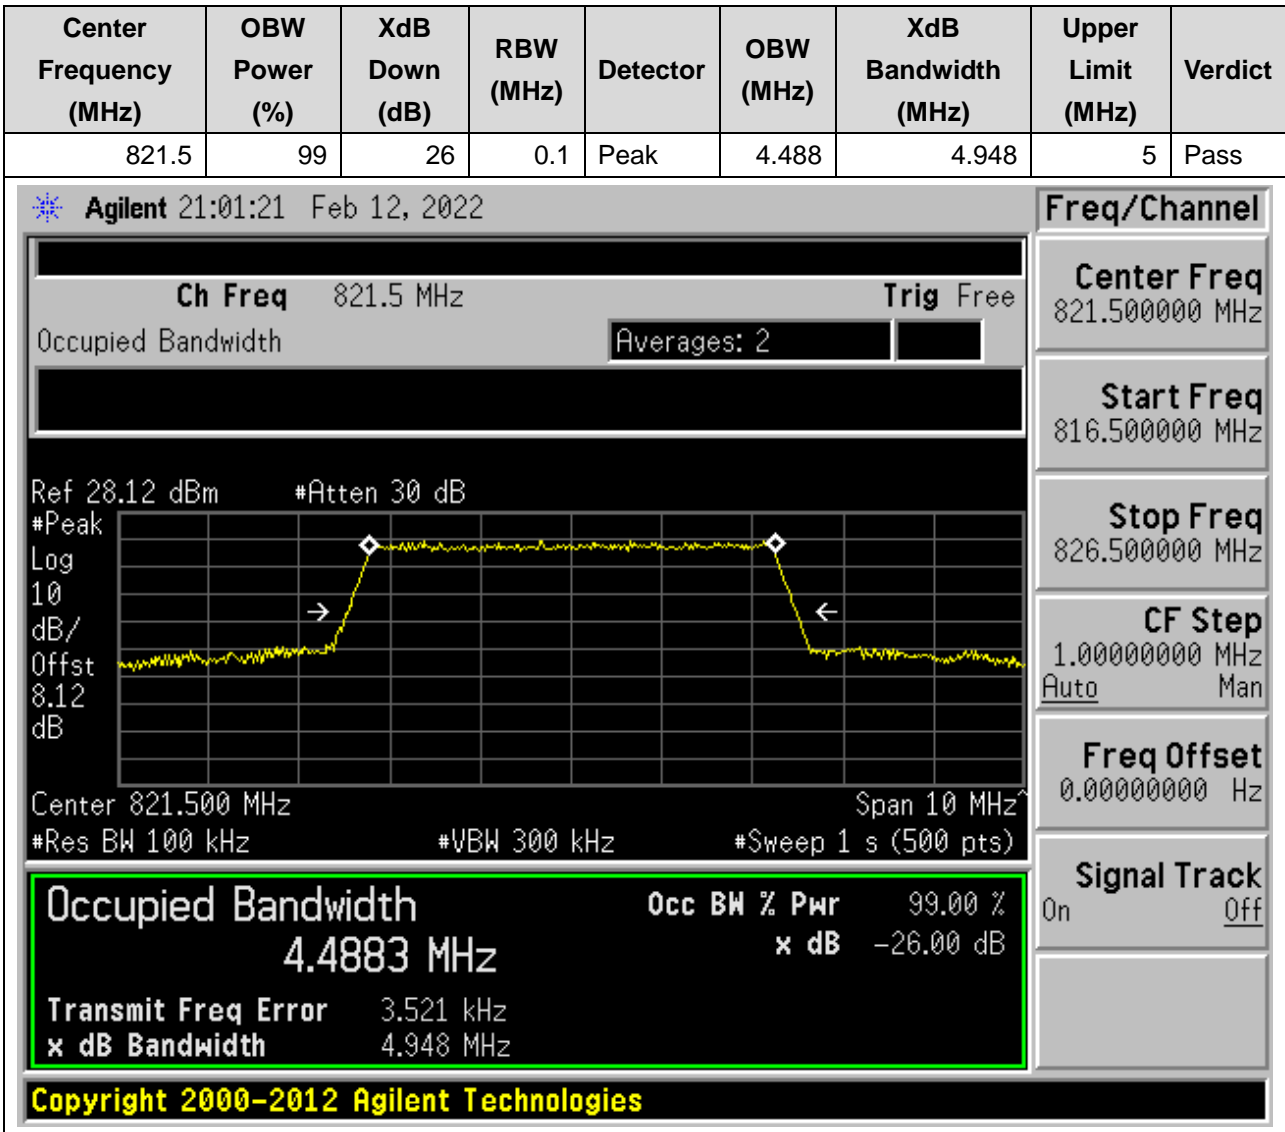 Center Frequency (MHz) OBW Power (%) XdB Down (dB) RBW (MHz) Detector OBW (MHz) XdB Bandwidth (MHz) Upper Limit (MHz) Verdict
821.5 99 26 0.1 Peak 4.488 4.948 5 Pass
Agilent 21:01:21 Feb 12, 2022
Freq/Channel
Ch Freq 821.5 MHz Trig Free
Occupied Bandwidth Averages: 2
Center Freq
821.500000 MHz
Start Freq
816.500000 MHz
Stop Freq
826.500000 MHz
CF Step
1.00000000 MHz
Auto Man
Freq Offset
0.00000000 Hz
Signal Track
On Off
Ref 28.12 dBm #Atten 30 dB
#Peak
Log
10
dB/
Offst
8.12
dB
Center 821.500 MHz Span 10 MHz^
#Res BW 100 kHz #VBW 300 kHz #Sweep 1 s (500 pts)
Occupied Bandwidth Occ BW % Pwr 99.00 %
4.4883 MHz x dB -26.00 dB
Transmit Freq Error 3.521 kHz
x dB Bandwidth 4.948 MHz
Copyright 2000-2012 Agilent Technologies